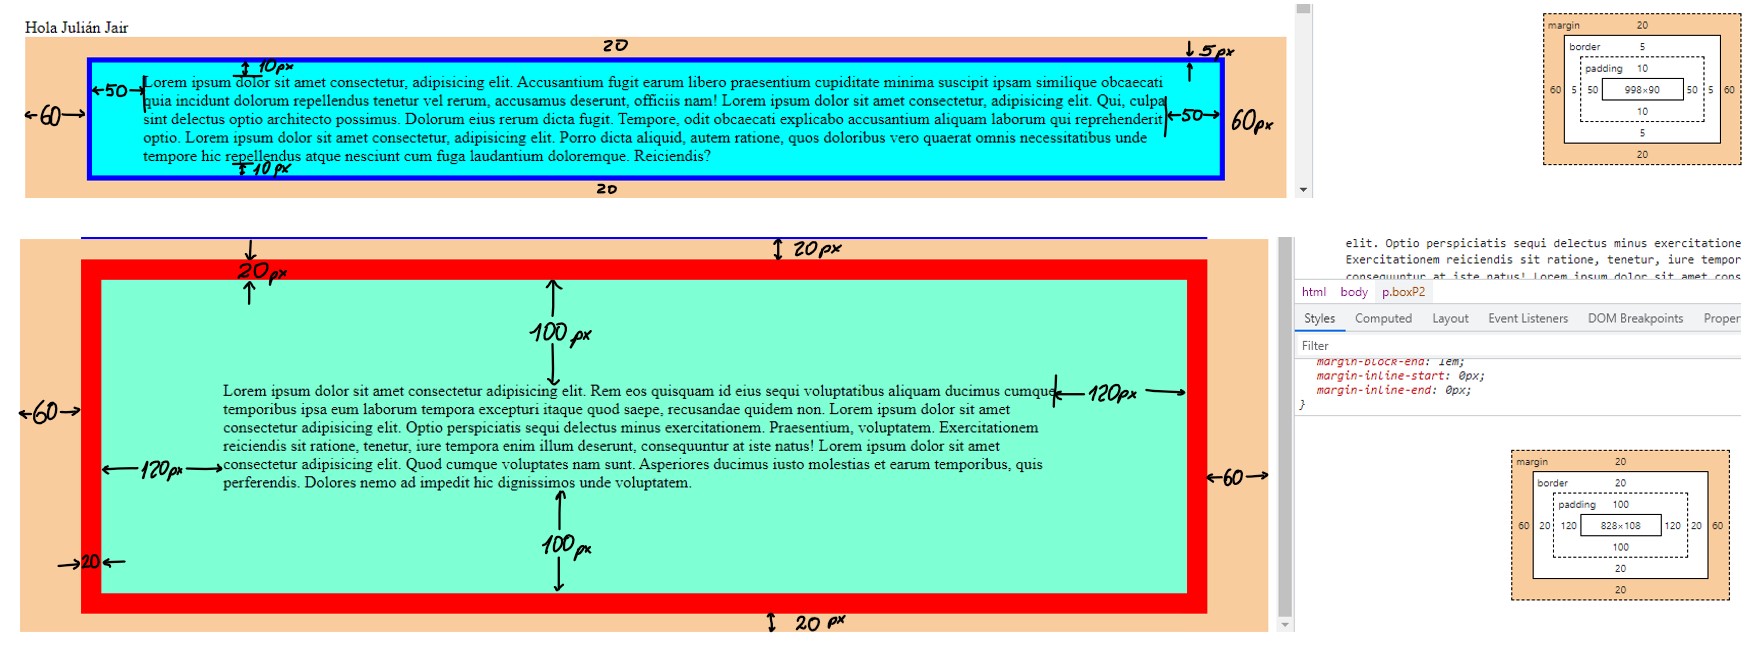 Hola Julián Jair
20
5px
10px
Lorem ipsum dolor sit amet consectetur, adipisicing elit. Accusantium fugit earum libero praesentium cupiditate minima suscipit ipsam similique obcaecati
50
quia incidunt dolorum repellendus tenetur vel rerum, accusamus deserunt, officiis nam! Lorem ipsum dolor sit amet consectetur, adipisicing elit. Qui, culpa
60
sint delectus optio architecto possimus. Dolorum eius rerum dicta fugit. Tempore, odit obcaecati explicabo accusantium aliquam laborum qui reprehenderit
50
60px
optio. Lorem ipsum dolor sit amet consectetur, adipisicing elit. Porro dicta aliquid, autem ratione, quos doloribus vero quaerat omnis necessitatibus unde
tempore hic repellendus atque nesciunt cum fuga laudantium doloremque. Reiciendis?
10px
20
margin 20
border 5
padding 10
60 5 50 998×90 50 5 60
10
5
20
20px
20px
100px
Lorem ipsum dolor sit amet consectetur adipisicing elit. Rem eos quisquam id eius sequi voluptatibus aliquam ducimus cumque
120px
temporibus ipsa eum laborum tempora excepturi itaque quod saepe, recusandae quidem non. Lorem ipsum dolor sit amet
60
consectetur adipisicing elit. Optio perspiciatis sequi delectus minus exercitationem. Praesentium, voluptatem. Exercitationem
reiciendis sit ratione, tenetur, iure tempora enim illum deserunt, consequuntur at iste natus! Lorem ipsum dolor sit amet
120px
consectetur adipisicing elit. Quod cumque voluptates nam sunt. Asperiores ducimus iusto molestias et earum temporibus, quis
60
perferendis. Dolores nemo ad impedit hic dignissimos unde voluptatem.
100px
20
20 px
elit. Optio perspiciatis sequi delectus minus exercitatione
Exercitationem reiciendis sit ratione, tenetur, iure tempor
consequuntur at iste natus! Lorem ipsum dolor sit amet cons
html body p.boxP2
Styles Computed Layout Event Listeners DOM Breakpoints Proper
Filter
margin-block-end: 1em;
margin-inline-start: 0px;
margin-inline-end: 0px;
}
margin 20
border 20
padding 100
60 20 120 828×108 120 20 60
100
20
20